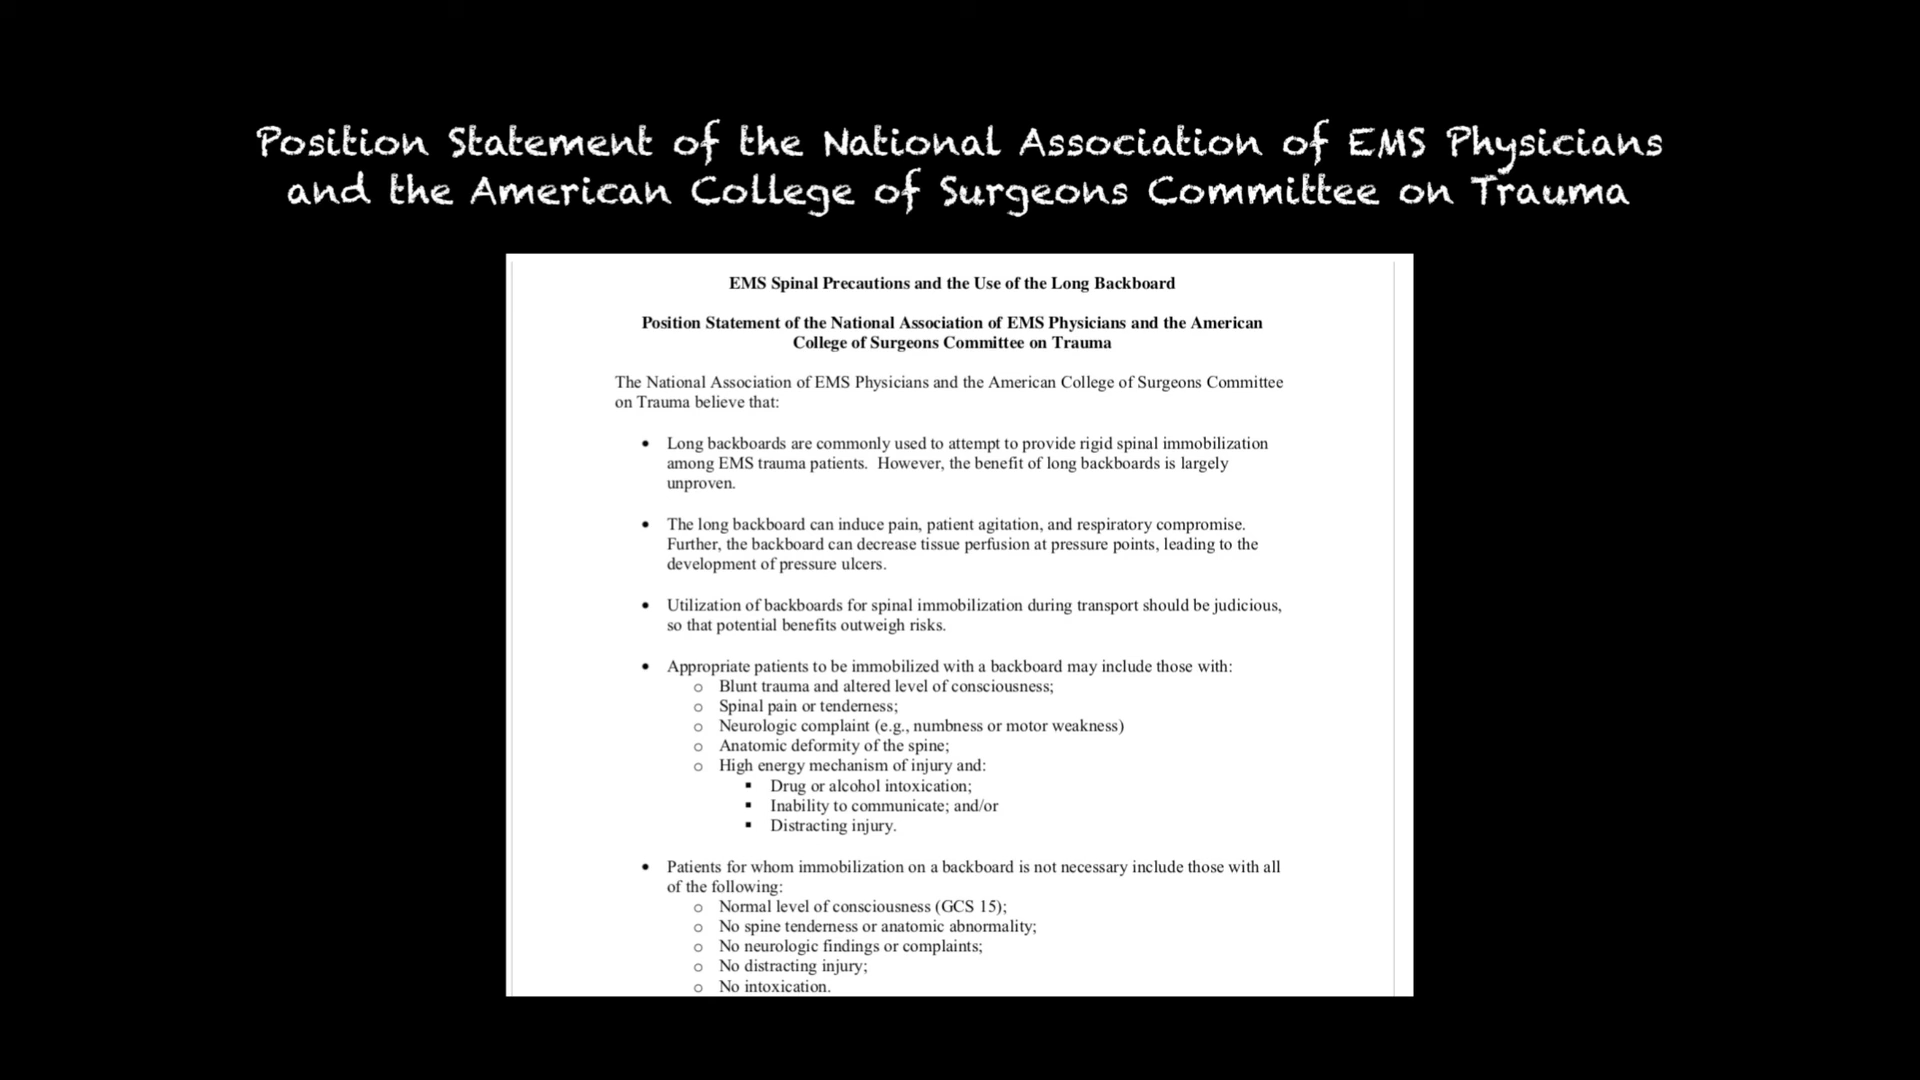 Position Statement of the National Association of EMS Physicians
and the American College of Surgeons Committee on Trauma
EMS Spinal Precautions and the Use of the Long Backboard
Position Statement of the National Association of EMS Physicians and the American
College of Surgeons Committee on Trauma
The National Association of EMS Physicians and the American College of Surgeons Committee
on Trauma believe that:
• Long backboards are commonly used to attempt to provide rigid spinal immobilization
among EMS trauma patients.  However, the benefit of long backboards is largely
unproven.
• The long backboard can induce pain, patient agitation, and respiratory compromise.
Further, the backboard can decrease tissue perfusion at pressure points, leading to the
development of pressure ulcers.
• Utilization of backboards for spinal immobilization during transport should be judicious,
so that potential benefits outweigh risks.
• Appropriate patients to be immobilized with a backboard may include those with:
o Blunt trauma and altered level of consciousness;
o Spinal pain or tenderness;
o Neurologic complaint (e.g., numbness or motor weakness)
o Anatomic deformity of the spine;
o High energy mechanism of injury and:
▪ Drug or alcohol intoxication;
▪ Inability to communicate; and/or
▪ Distracting injury.
• Patients for whom immobilization on a backboard is not necessary include those with all
of the following:
o Normal level of consciousness (GCS 15);
o No spine tenderness or anatomic abnormality;
o No neurologic findings or complaints;
o No distracting injury;
o No intoxication.